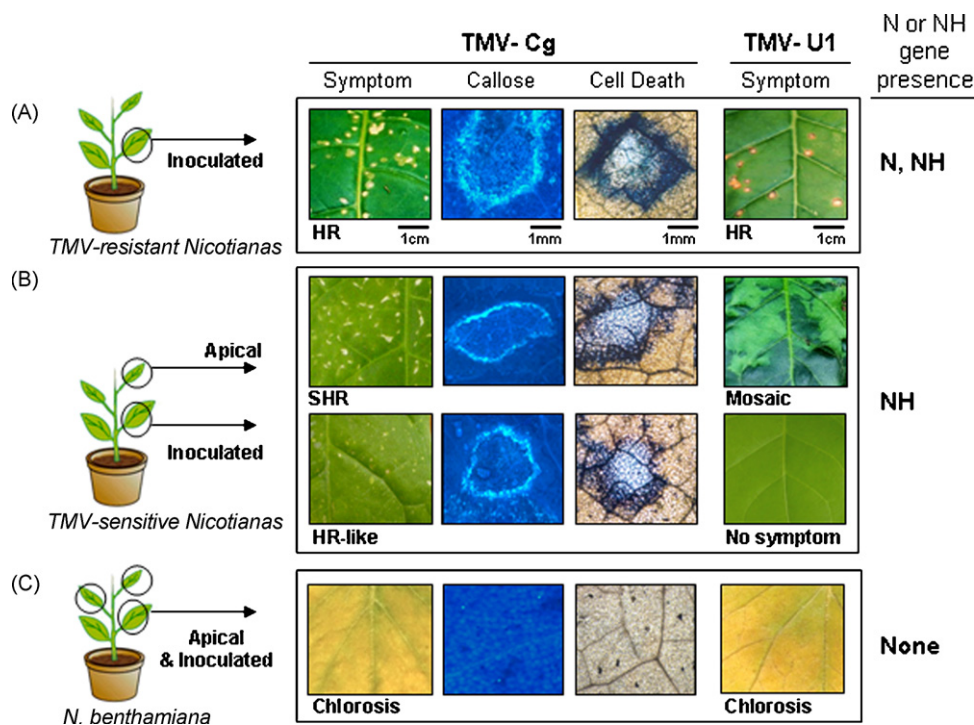 TMV- Cg
TMV- U1
N or NH
gene
presence
Symptom
Callose
Cell Death
Symptom
(A)
Inoculated
TMV-resistant Nicotianas
HR
1cm
1mm
1mm
HR
1cm
N, NH
(B)
Apical
Inoculated
TMV-sensitive Nicotianas
SHR
Mosaic
HR-like
No symptom
NH
(C)
Apical
& Inoculated
N. benthamiana
Chlorosis
Chlorosis
None